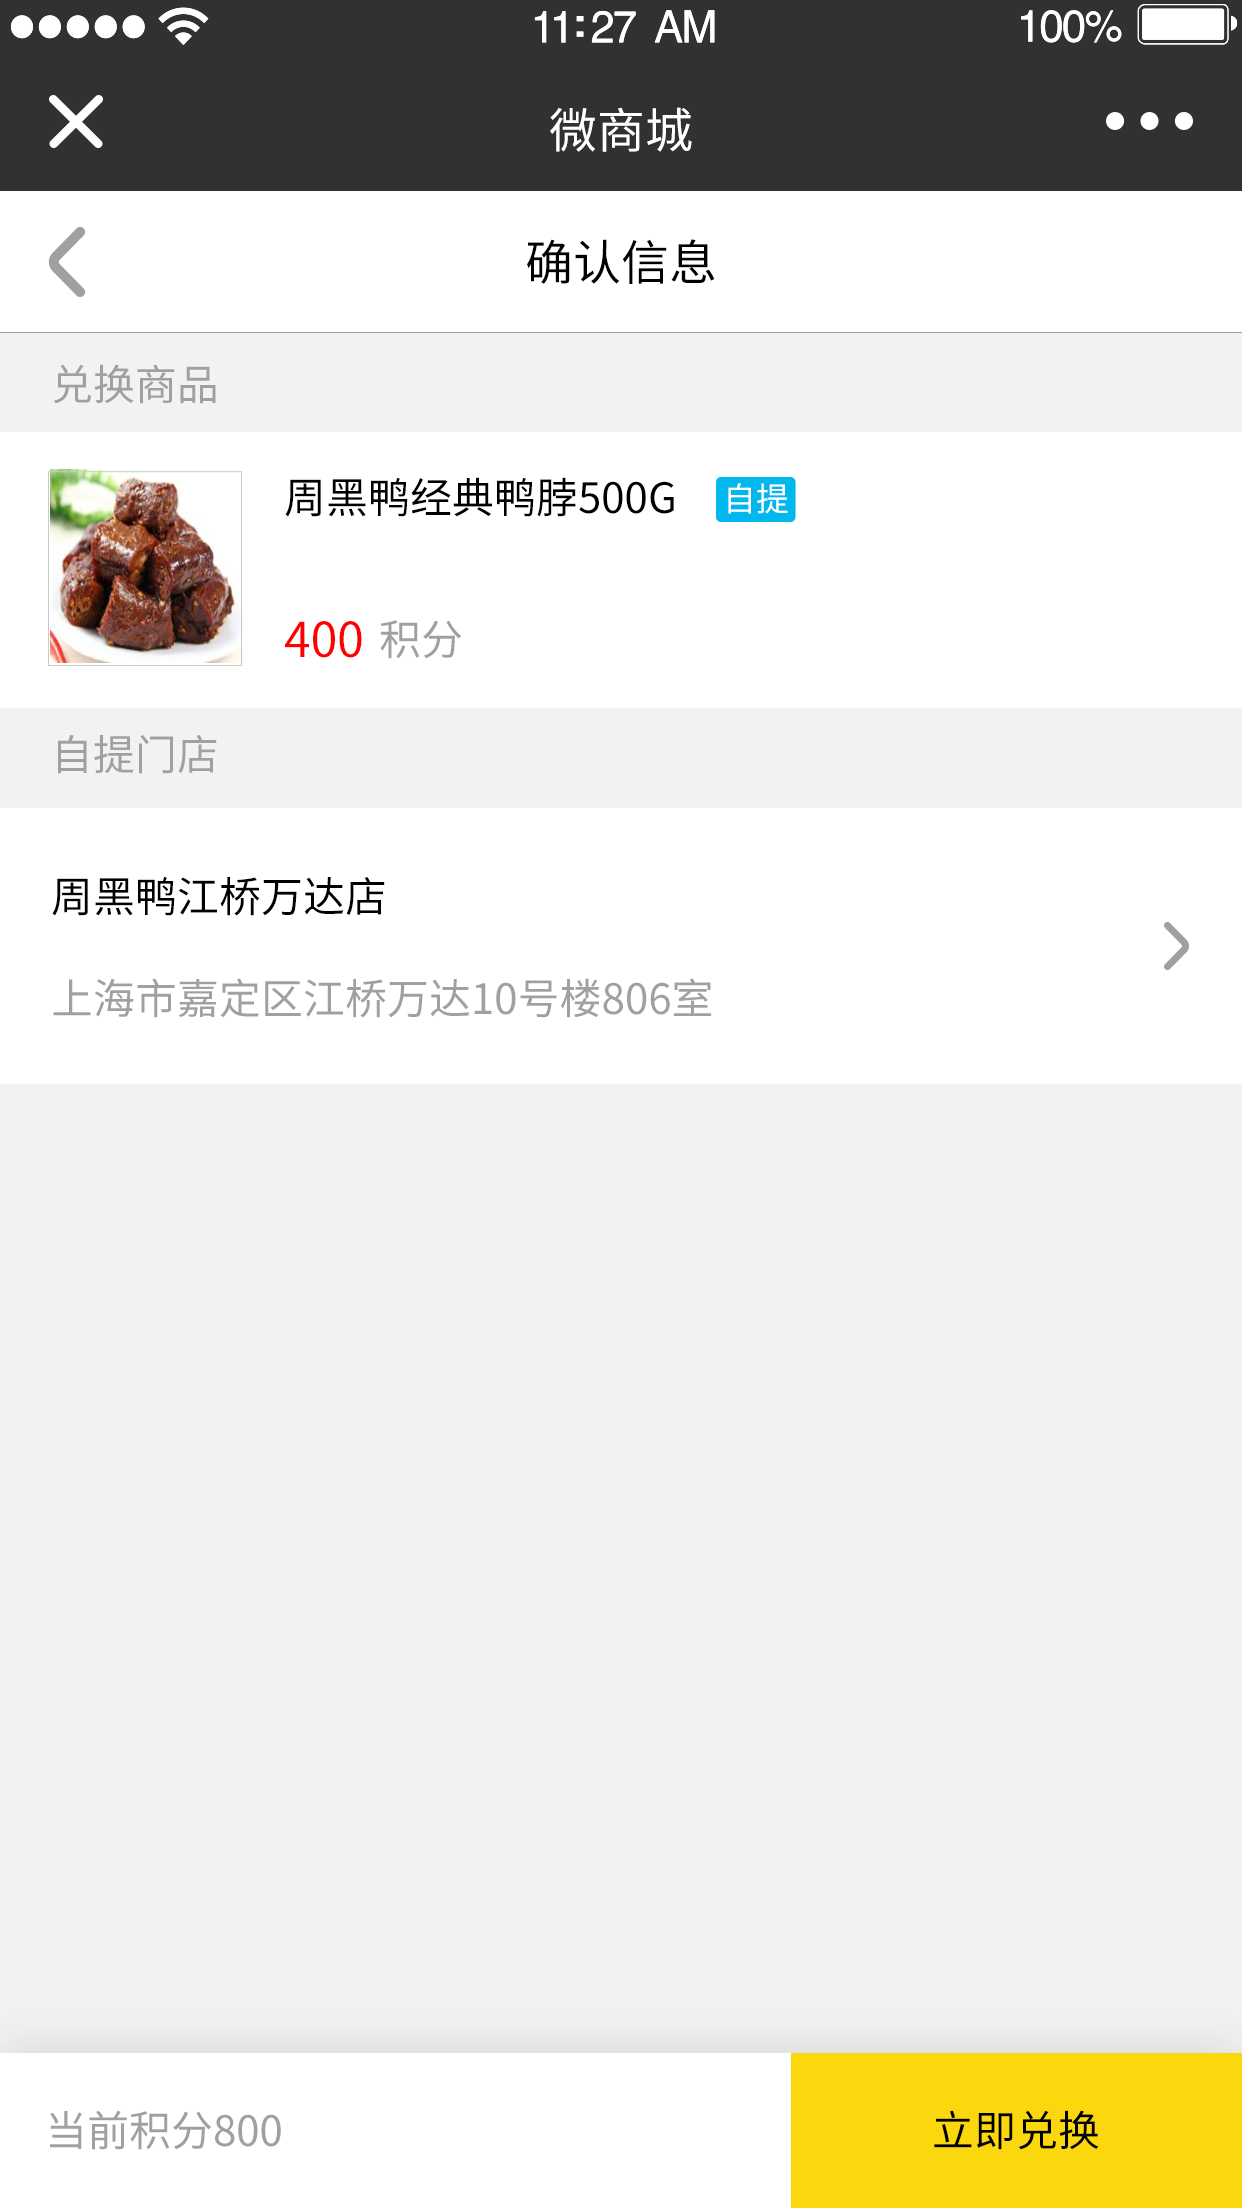 11:27 AM
100%
微商城
确认信息
兑换商品
周黑鸭经典鸭脖500G 自提
400 积分
自提门店
周黑鸭江桥万达店
上海市嘉定区江桥万达10号楼806室
当前积分800
立即兑换